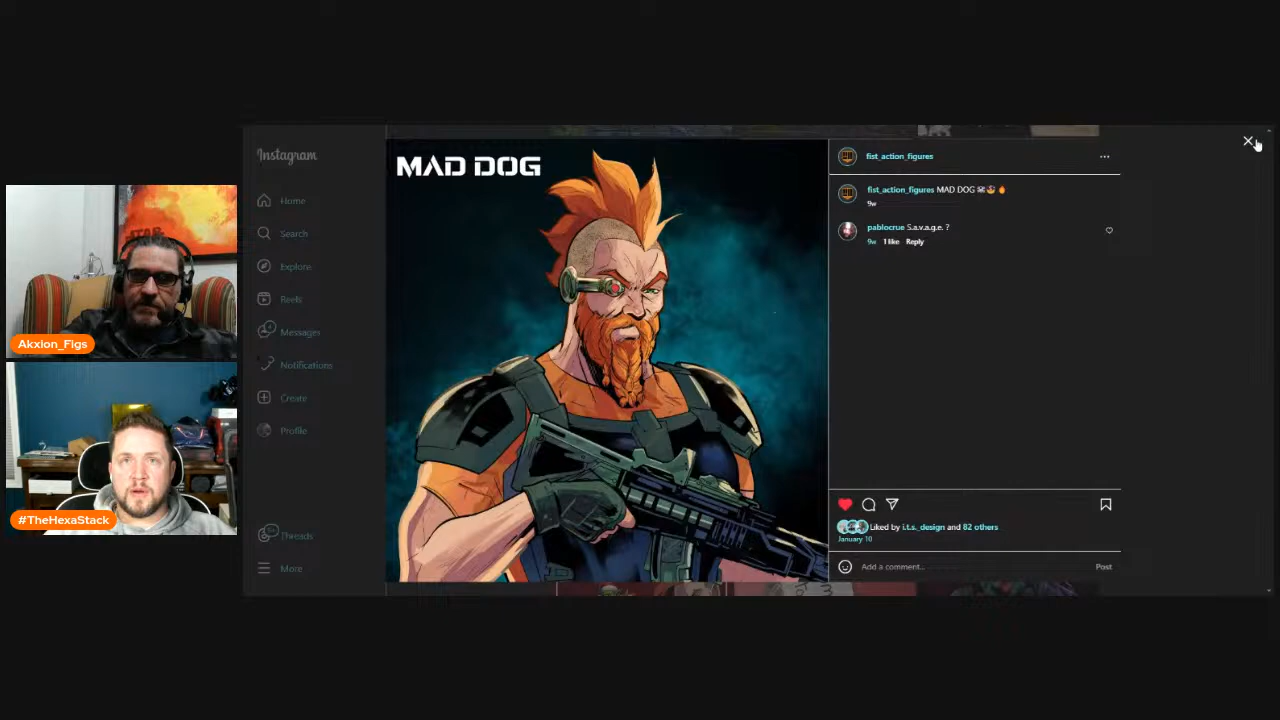 Instagram
Home
Search
Explore
Reels
Messages
Notifications
Create
Profile
Threads
More
MAD DOG
fist_action_figures
fist_action_figures MAD DOG
9w
pablocrue S.a.v.a.g.e. ?
9w 1 like Reply
Liked by i.t.s._design and 82 others
January 10
Add a comment...
Post
Akxion_Figs
#TheHexaStack